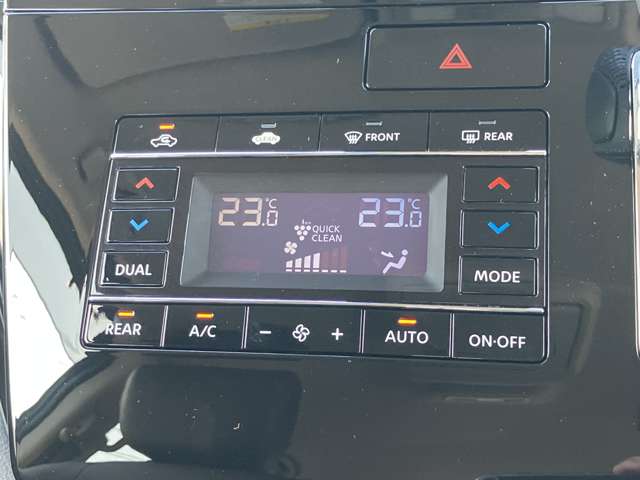 FRONT
REAR
23.0°C
23.0°C
QUICK
CLEAN
DUAL
MODE
REAR
A/C
- +
AUTO
ON·OFF